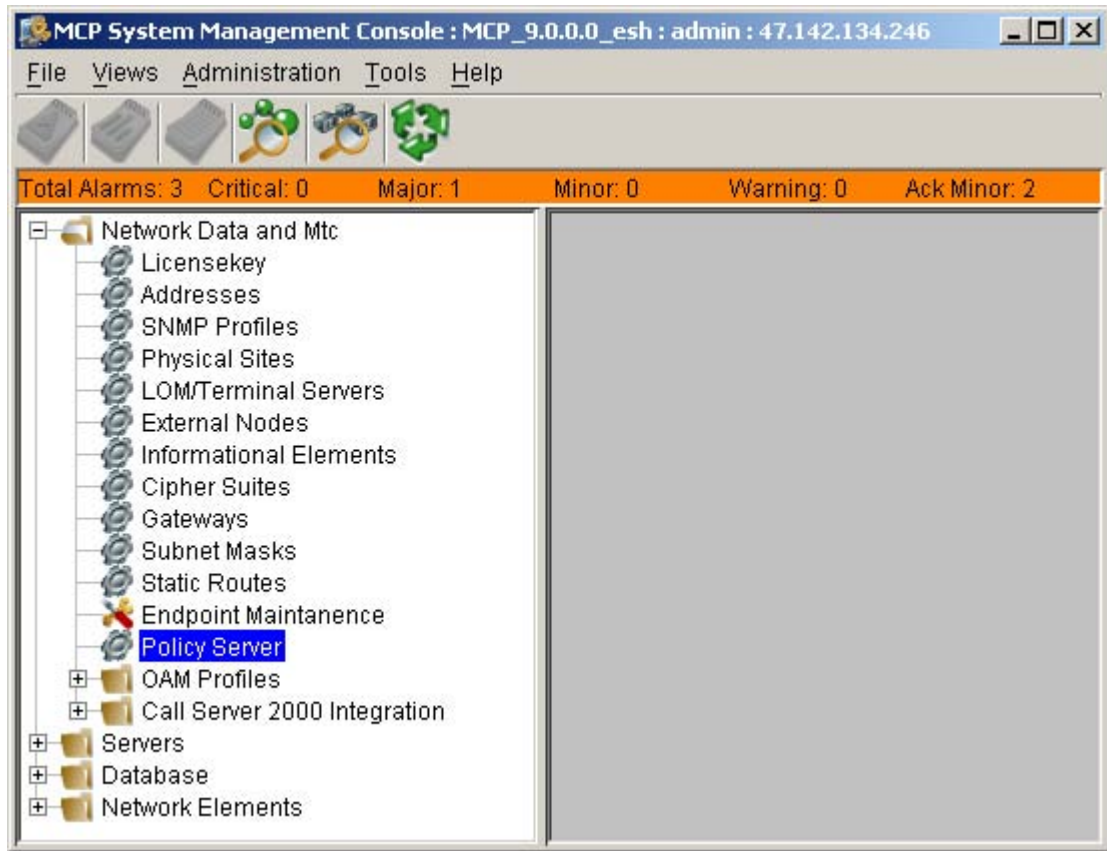 MCP System Management Console : MCP_9.0.0.0_esh : admin : 47.142.134.246
File Views Administration Tools Help
Total Alarms: 3 Critical: 0 Major: 1 Minor: 0 Warning: 0 Ack Minor: 2
Network Data and Mtc
Licensekey
Addresses
SNMP Profiles
Physical Sites
LOM/Terminal Servers
External Nodes
Informational Elements
Cipher Suites
Gateways
Subnet Masks
Static Routes
Endpoint Maintanence
Policy Server
OAM Profiles
Call Server 2000 Integration
Servers
Database
Network Elements